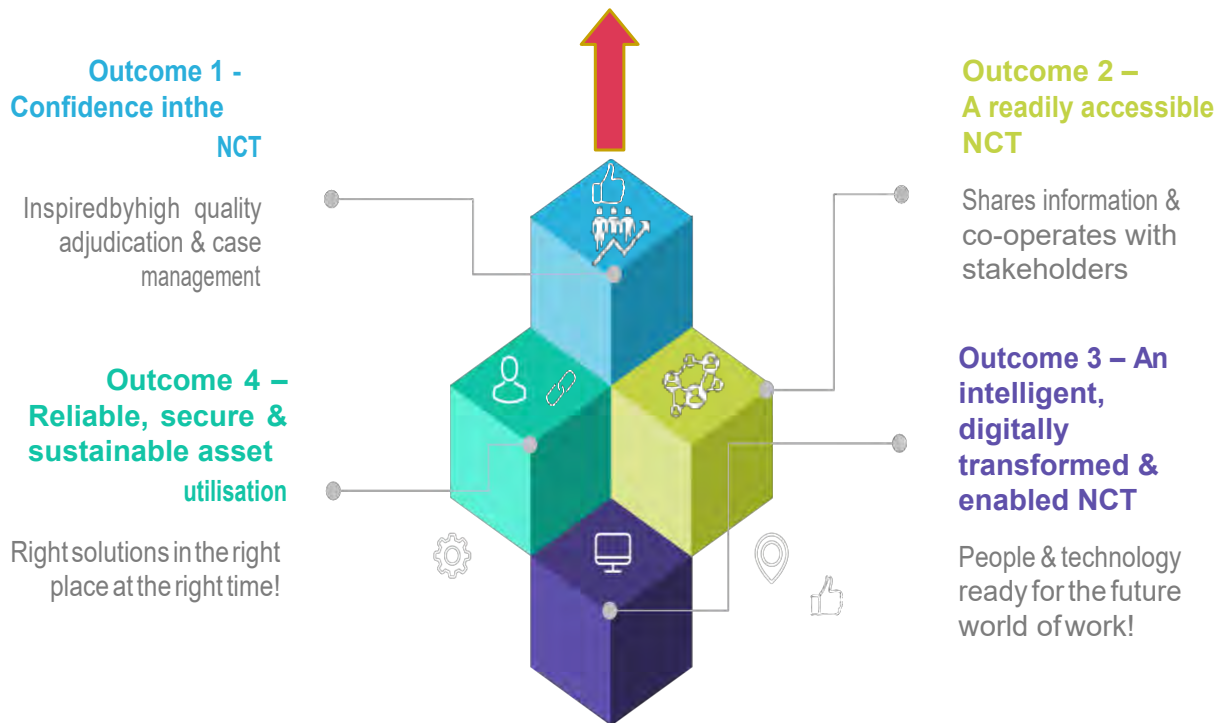 Outcome 1 -
Confidence inthe
NCT
Inspiredbyhigh quality
adjudication & case
management
Outcome 2 –
A readily accessible
NCT
Shares information &
co-operates with
stakeholders
Outcome 4 –
Reliable, secure &
sustainable asset
utilisation
Right solutions in the right
place at the right time!
Outcome 3 – An
intelligent,
digitally
transformed &
enabled NCT
People & technology
ready for the future
world of work!